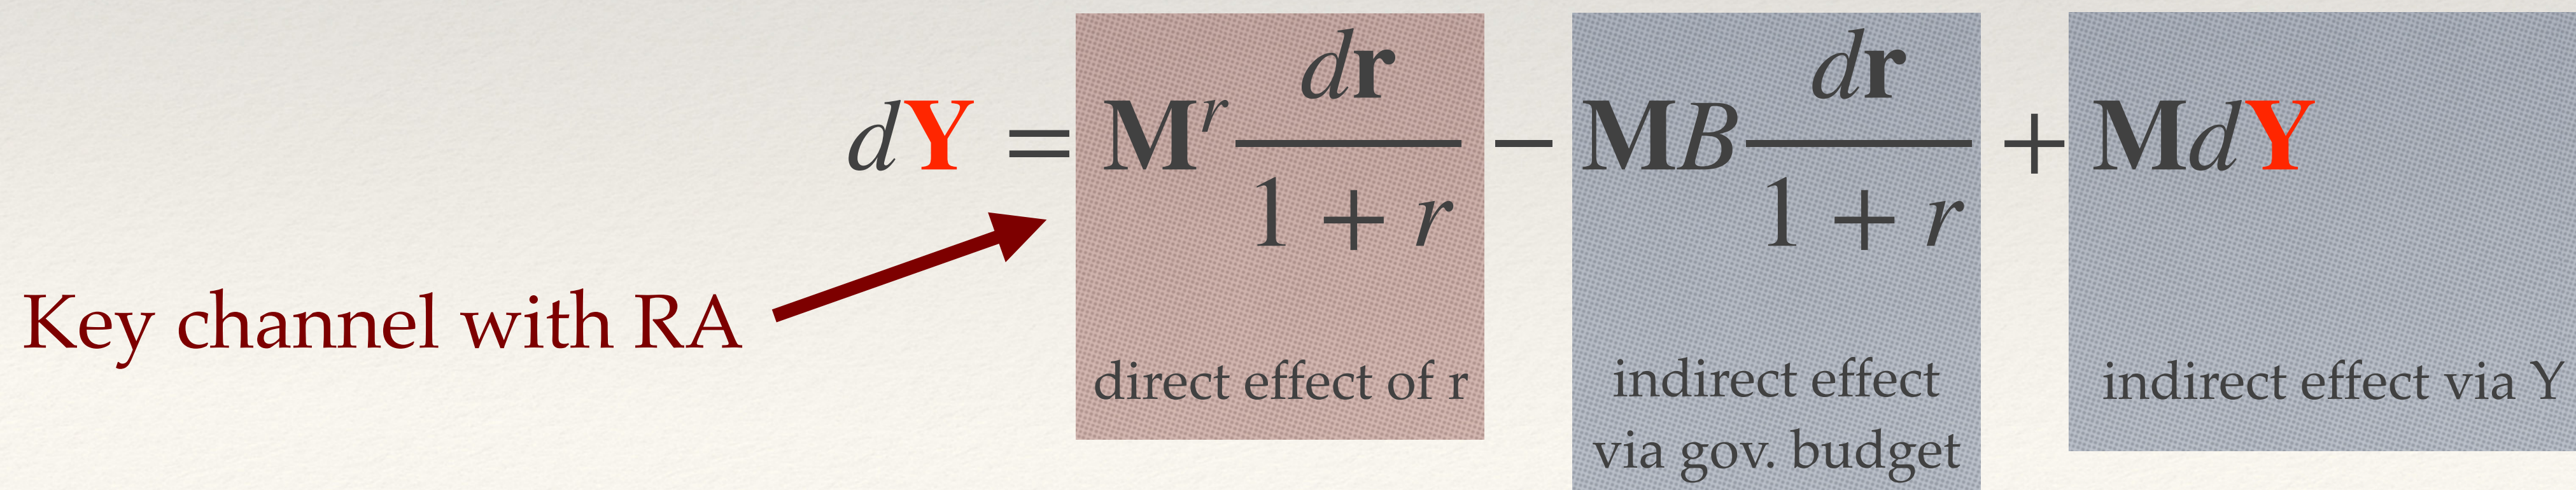 dY = M^r dr/(1 + r) − MB dr/(1 + r) + MdY
Key channel with RA
direct effect of r
indirect effect
via gov. budget
indirect effect via Y